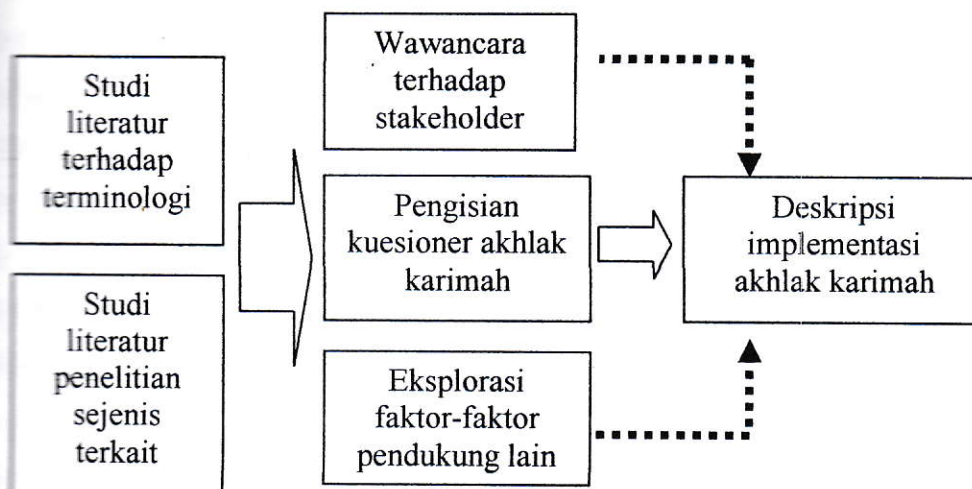 Studi
literatur
terhadap
terminologi
Studi
literatur
penelitian
sejenis
terkait
Wawancara
terhadap
stakeholder
Pengisian
kuesioner akhlak
karimah
Eksplorasi
faktor-faktor
pendukung lain
Deskripsi
implementasi
akhlak karimah